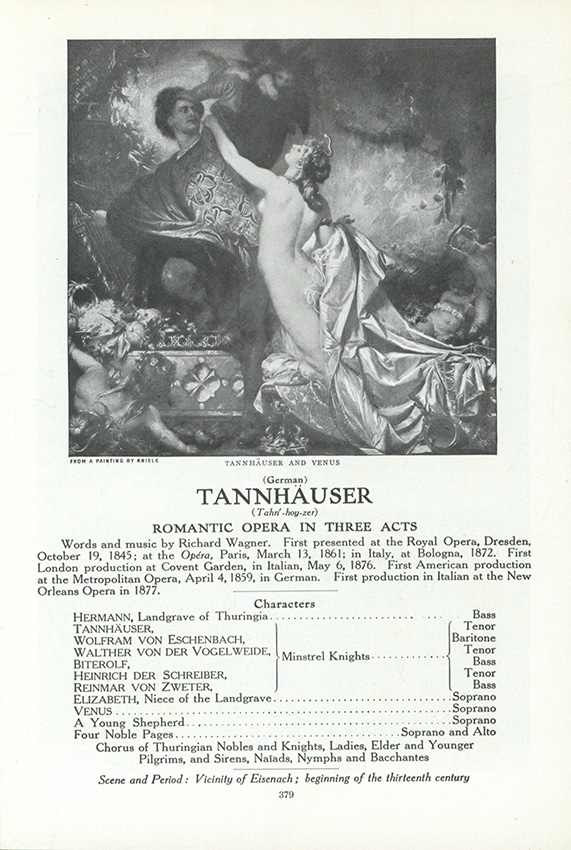 FROM A PAINTING BY KNIELE
TANNHÄUSER AND VENUS
(German)
TANNHÄUSER
(Tahn'-hoy-zer)
ROMANTIC OPERA IN THREE ACTS
Words and music by Richard Wagner. First presented at the Royal Opera, Dresden,
October 19, 1845; at the Opéra, Paris, March 13, 1861; in Italy, at Bologna, 1872. First
London production at Covent Garden, in Italian, May 6, 1876. First American production
at the Metropolitan Opera, April 4, 1859, in German. First production in Italian at the New
Orleans Opera in 1877.
Characters
HERMANN, Landgrave of Thuringia........................ Bass
TANNHÄUSER, Tenor
WOLFRAM VON ESCHENBACH, Baritone
WALTHER VON DER VOGELWEIDE, Minstrel Knights Tenor
BITEROLF, Bass
HEINRICH DER SCHREIBER, Tenor
REINMAR VON ZWETER, Bass
ELIZABETH, Niece of the Landgrave........................Soprano
VENUS........................Soprano
A Young Shepherd........................Soprano
Four Noble Pages........................Soprano and Alto
Chorus of Thuringian Nobles and Knights, Ladies, Elder and Younger
Pilgrims, and Sirens, Naïads, Nymphs and Bacchantes
Scene and Period: Vicinity of Eisenach; beginning of the thirteenth century
379